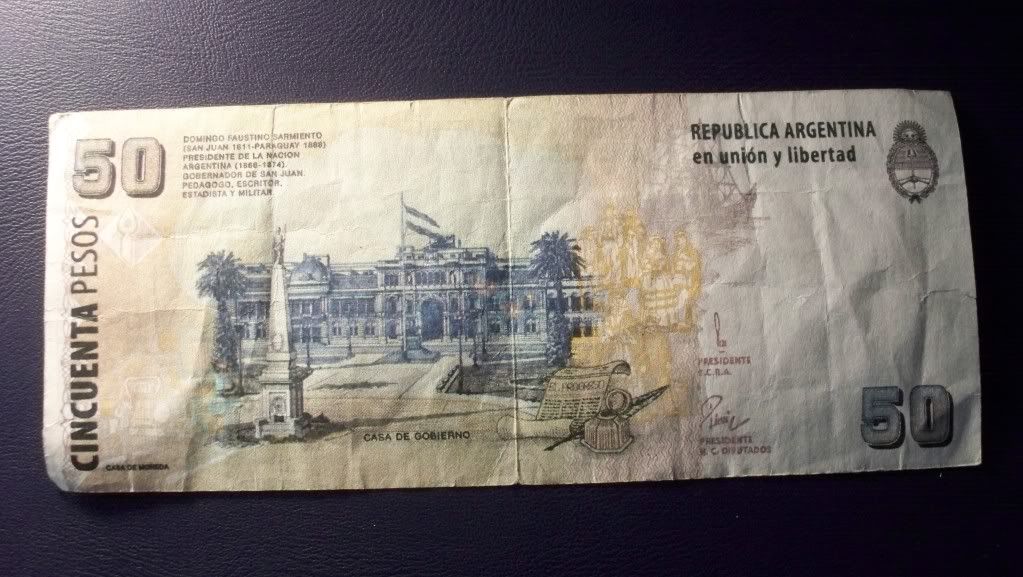 50
DOMINGO FAUSTINO SARMIENTO
(SAN JUAN 1811-PARAGUAY 1888)
PRESIDENTE DE LA NACION
ARGENTINA (1868-1874).
GOBERNADOR DE SAN JUAN.
PEDAGOGO, ESCRITOR,
ESTADISTA Y MILITAR.
REPUBLICA ARGENTINA
en unión y libertad
CINCUENTA PESOS
CASA DE GOBIERNO
EL PROGRESO
PRESIDENTE
B.C.R.A.
PRESIDENTE
H. C. DIPUTADOS
50
CASA DE MONEDA